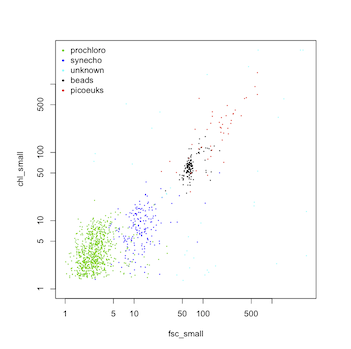 prochloro
synecho
unknown
beads
picoeuks
chl_small
500
100
50
10
5
1
1 5 10 50 100 500
fsc_small